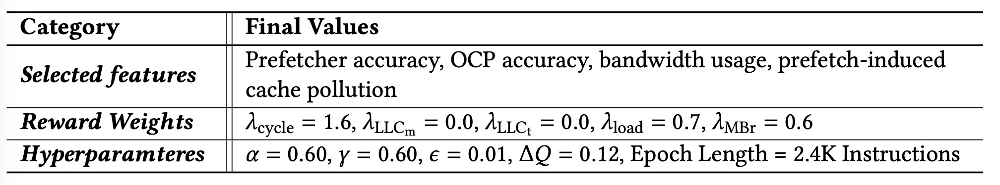 Category Final Values
Selected features Prefetcher accuracy, OCP accuracy, bandwidth usage, prefetch-induced
cache pollution
Reward Weights λcycle = 1.6, λLLCm = 0.0, λLLCt = 0.0, λload = 0.7, λMBr = 0.6
Hyperparamteres α = 0.60, γ = 0.60, ϵ = 0.01, ΔQ = 0.12, Epoch Length = 2.4K Instructions